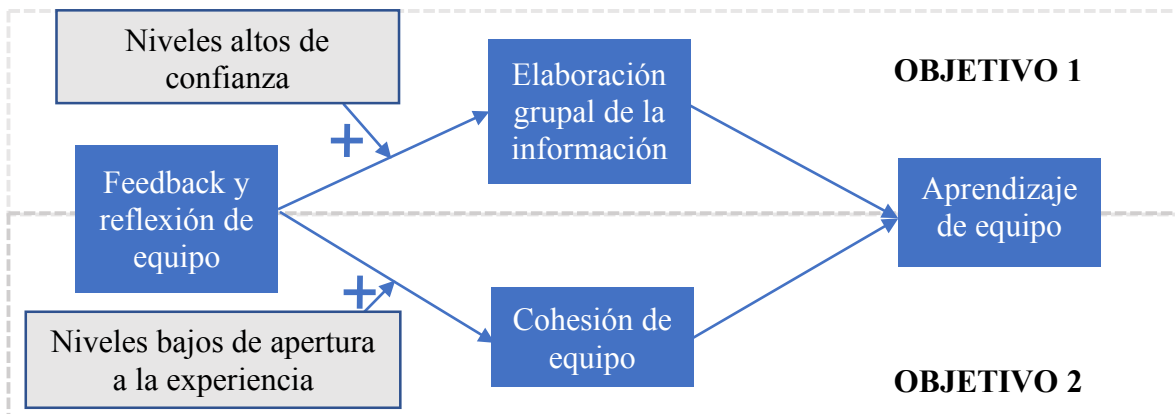 Niveles altos de
confianza
Elaboración
grupal de la
información
OBJETIVO 1
+
Feedback y
reflexión de
equipo
Aprendizaje
de equipo
+
Niveles bajos de apertura
a la experiencia
Cohesión de
equipo
OBJETIVO 2